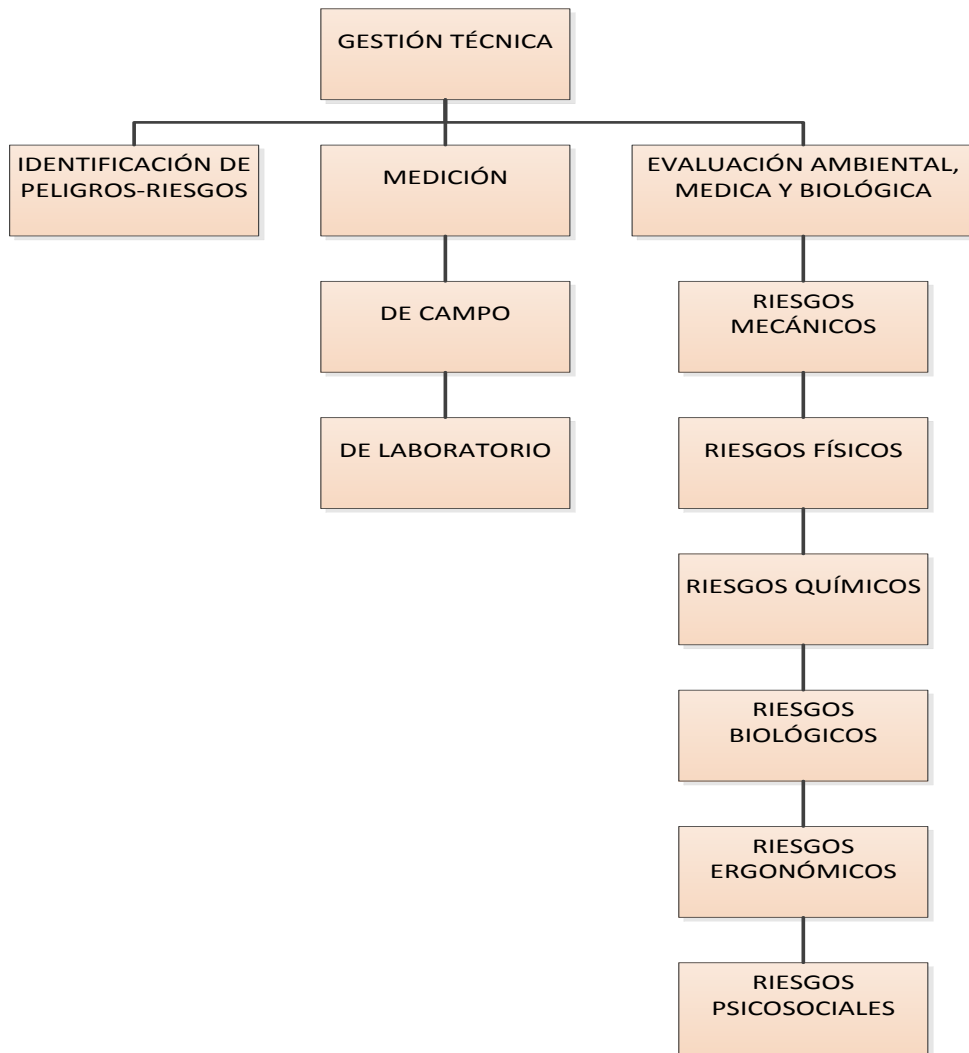 GESTIÓN TÉCNICA
IDENTIFICACIÓN DE
PELIGROS-RIESGOS
MEDICIÓN
EVALUACIÓN AMBIENTAL,
MEDICA Y BIOLÓGICA
DE CAMPO
RIESGOS
MECÁNICOS
DE LABORATORIO
RIESGOS FÍSICOS
RIESGOS QUÍMICOS
RIESGOS
BIOLÓGICOS
RIESGOS
ERGONÓMICOS
RIESGOS
PSICOSOCIALES